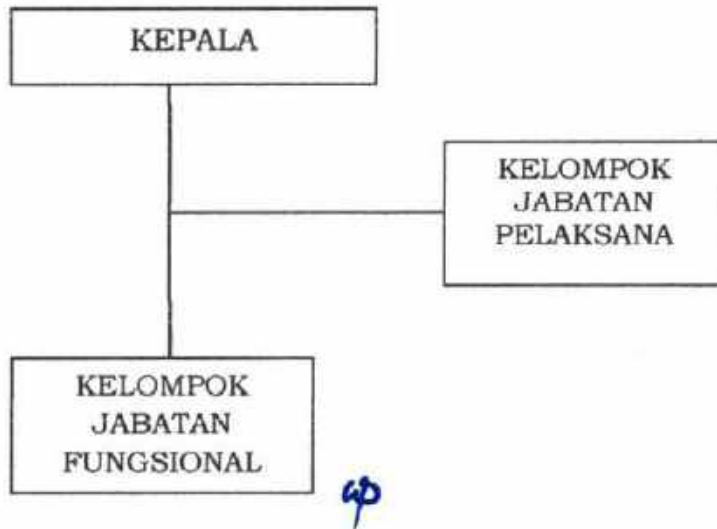 KEPALA
KELOMPOK
JABATAN
PELAKSANA
KELOMPOK
JABATAN
FUNGSIONAL